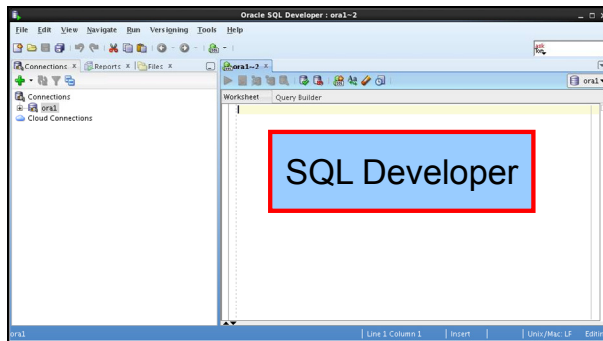 Oracle SQL Developer : ora1~2
File Edit View Navigate Run Versioning Tools Help
Connections Reports Files
ora1~2
ora1
Worksheet Query Builder
Connections
ora1
Cloud Connections
SQL Developer
ora1
Line 1 Column 1 Insert Unix/Mac: LF Editin